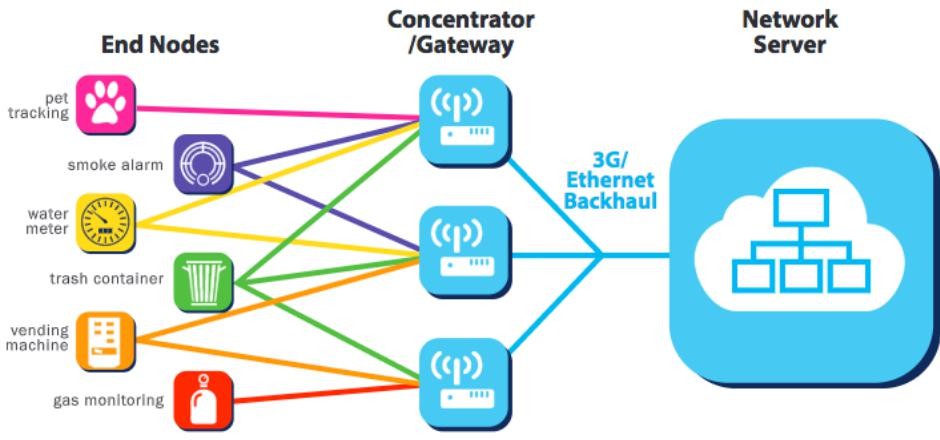 End Nodes
Concentrator
/Gateway
Network
Server
pet
tracking
smoke alarm
water
meter
trash container
vending
machine
gas monitoring
3G/
Ethernet
Backhaul